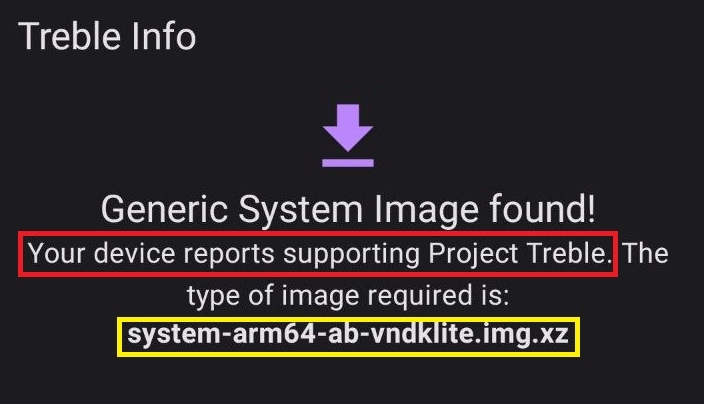 Treble Info
Generic System Image found!
Your device reports supporting Project Treble. The
type of image required is:
system-arm64-ab-vndklite.img.xz